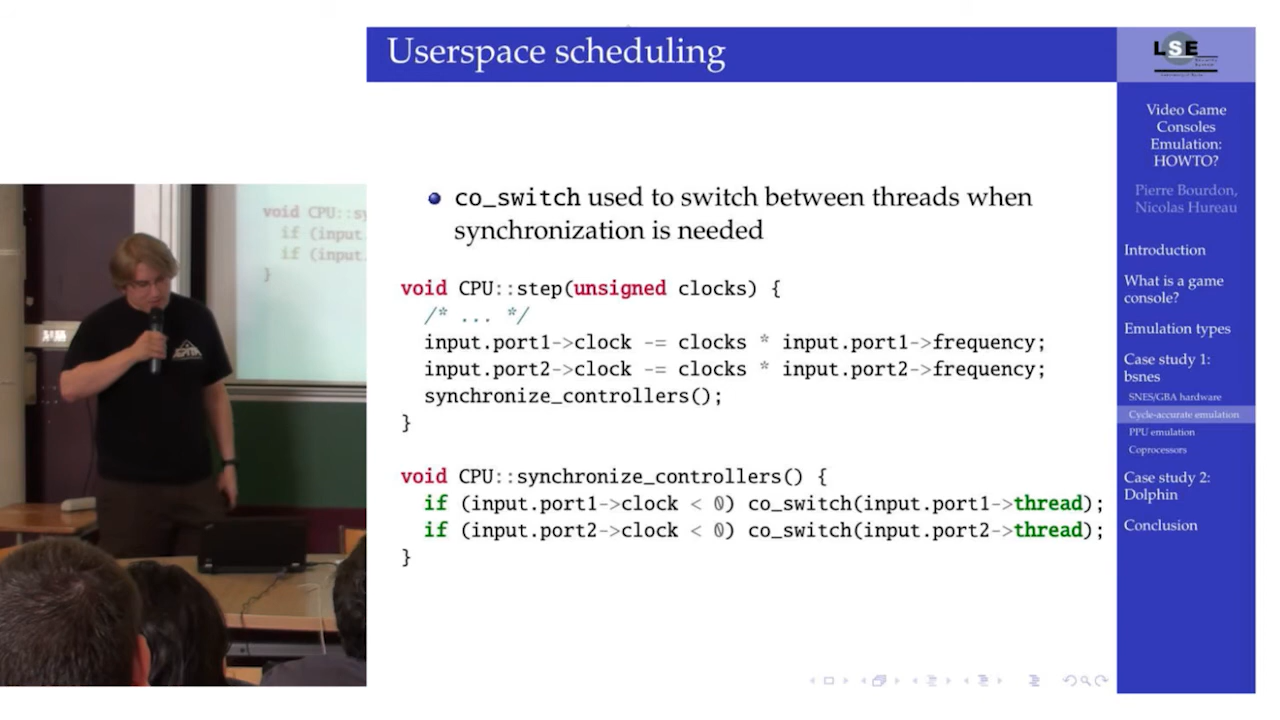 Userspace scheduling
co_switch used to switch between threads when
synchronization is needed
void CPU::step(unsigned clocks) {
/* ... */
input.port1->clock -= clocks * input.port1->frequency;
input.port2->clock -= clocks * input.port2->frequency;
synchronize_controllers();
}
void CPU::synchronize_controllers() {
if (input.port1->clock < 0) co_switch(input.port1->thread);
if (input.port2->clock < 0) co_switch(input.port2->thread);
}
LSE
Video Game
Consoles
Emulation:
HOWTO?
Pierre Bourdon,
Nicolas Hureau
Introduction
What is a game
console?
Emulation types
Case study 1:
bsnes
SNES/GBA hardware
Cycle-accurate emulation
PPU emulation
Coprocessors
Case study 2:
Dolphin
Conclusion
void CPU::sy
if (input.
if (input.
}